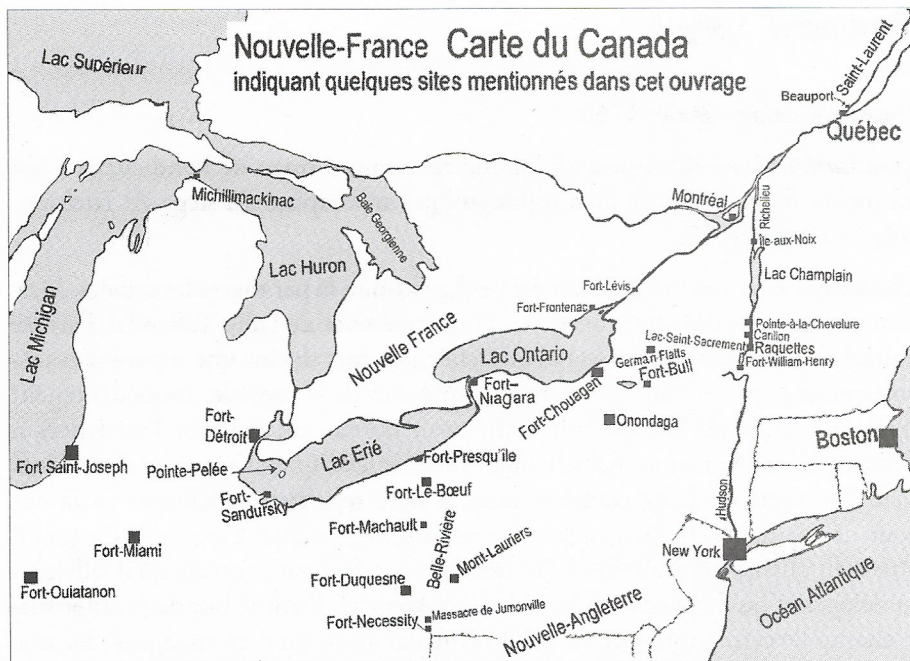 Nouvelle-France Carte du Canada
indiquant quelques sites mentionnés dans cet ouvrage
Lac Supérieur
Saint-Laurent
Beauport
Québec
Michillimackinac
Baie Georgienne
Montréal
Richelieu
Île-aux-Noix
Lac Huron
Lac Champlain
Lac Michigan
Fort-Lévis
Fort-Frontenac
Nouvelle France
Lac Ontario
Lac-Saint-Sacrement
Pointe-à-la-Chevelure
Carillon
Raquettes
Fort-William-Henry
German Flatts
Fort-Bull
Fort-Chouagen
Fort-
Niagara
Onondaga
Fort-
Détroit
Boston
Fort Saint-Joseph
Pointe-Pelée
Lac Erié
Fort-Presqu'île
Fort-
Sandursky
Fort-Le-Bœuf
Hudson
Fort-Machault
Belle-Rivière
Fort-Miami
Mont-Lauriers
New York
Fort-Ouiatanon
Fort-Duquesne
Massacre de Jumonville
Fort-Necessity
Nouvelle-Angleterre
Océan Atlantique